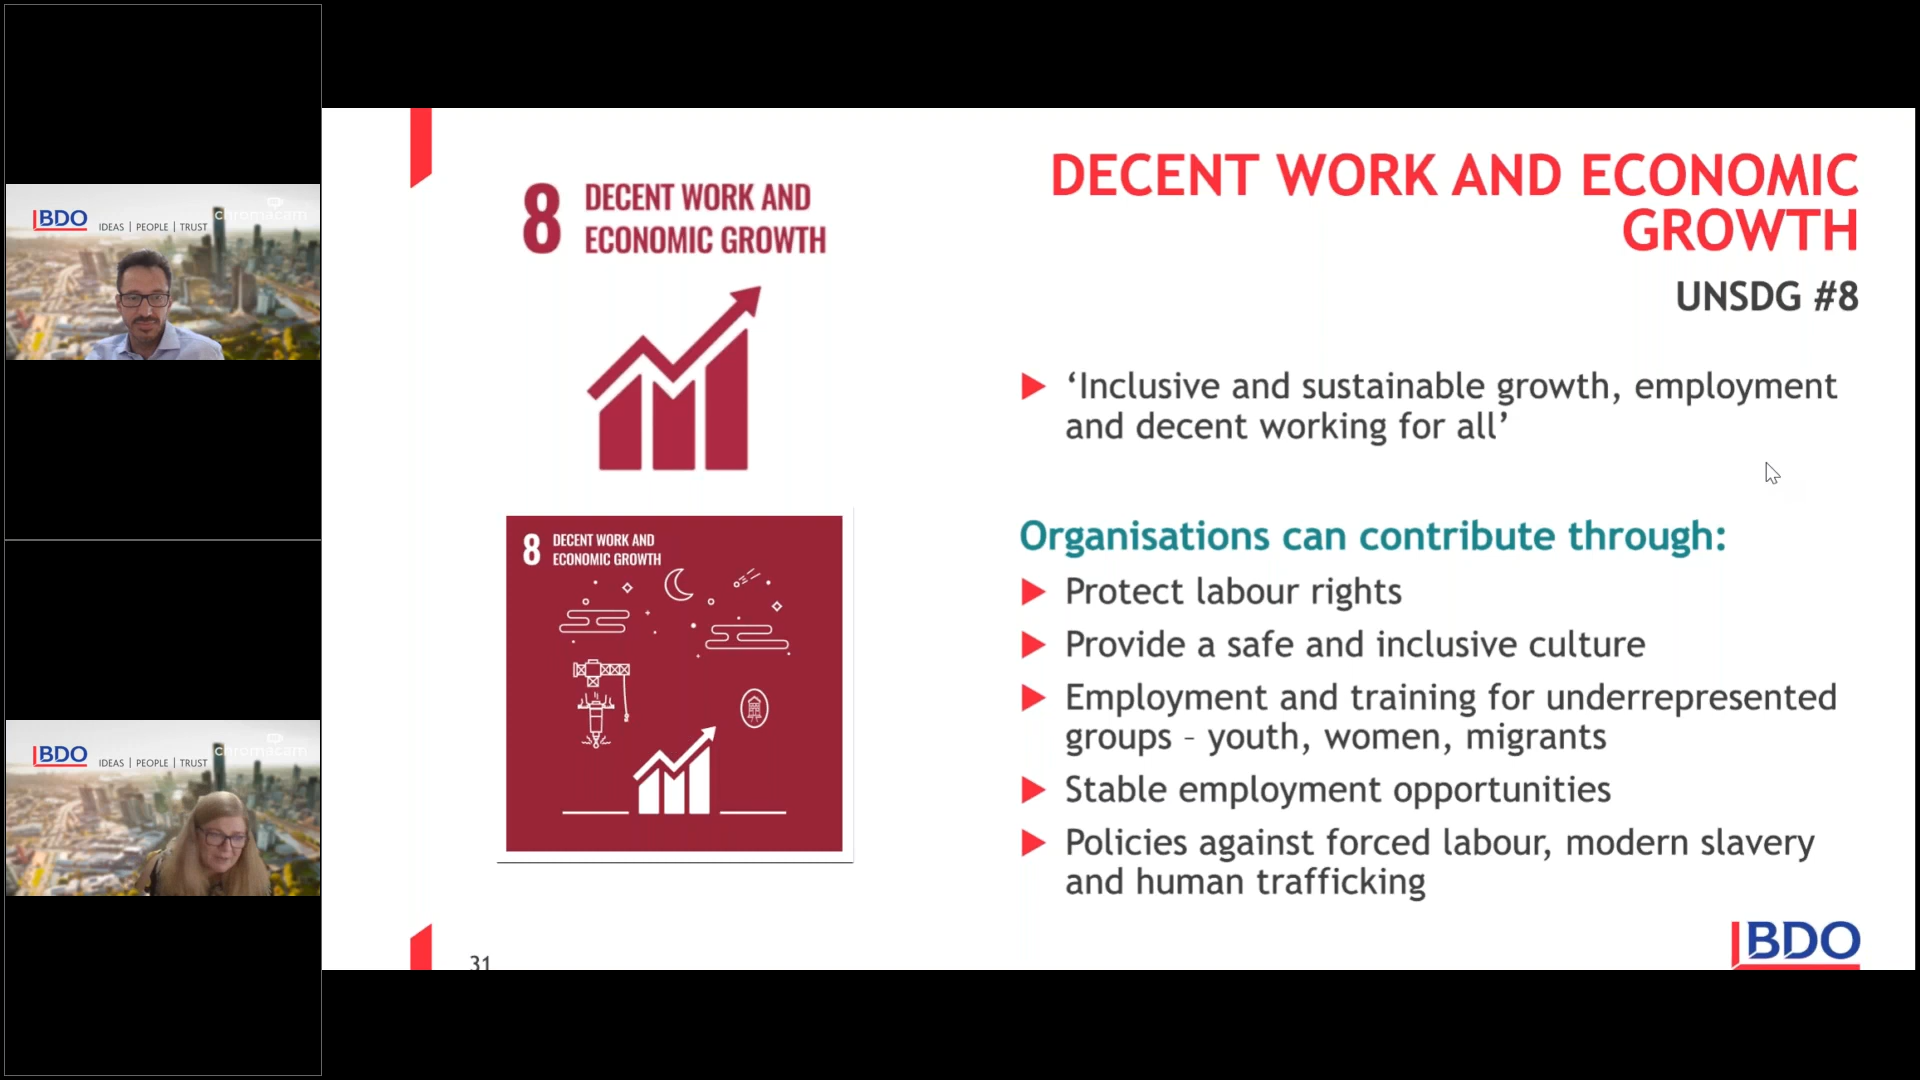 BDO
IDEAS | PEOPLE | TRUST
chromacam
BDO
IDEAS | PEOPLE | TRUST
chromacam
8 DECENT WORK AND
ECONOMIC GROWTH
8 DECENT WORK AND
ECONOMIC GROWTH
31
DECENT WORK AND ECONOMIC
GROWTH
UNSDG #8
‘Inclusive and sustainable growth, employment
and decent working for all’
Organisations can contribute through:
Protect labour rights
Provide a safe and inclusive culture
Employment and training for underrepresented
groups – youth, women, migrants
Stable employment opportunities
Policies against forced labour, modern slavery
and human trafficking
BDO